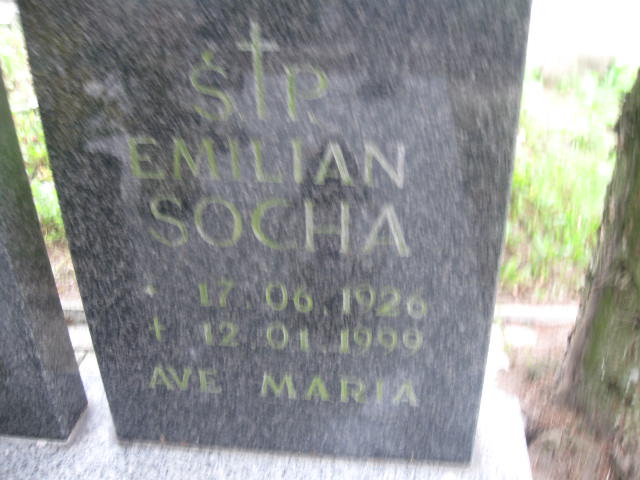 Ś.†P.
EMILIAN
SOCHA
* 17 06 1926
† 12 01 1999
AVE MARIA